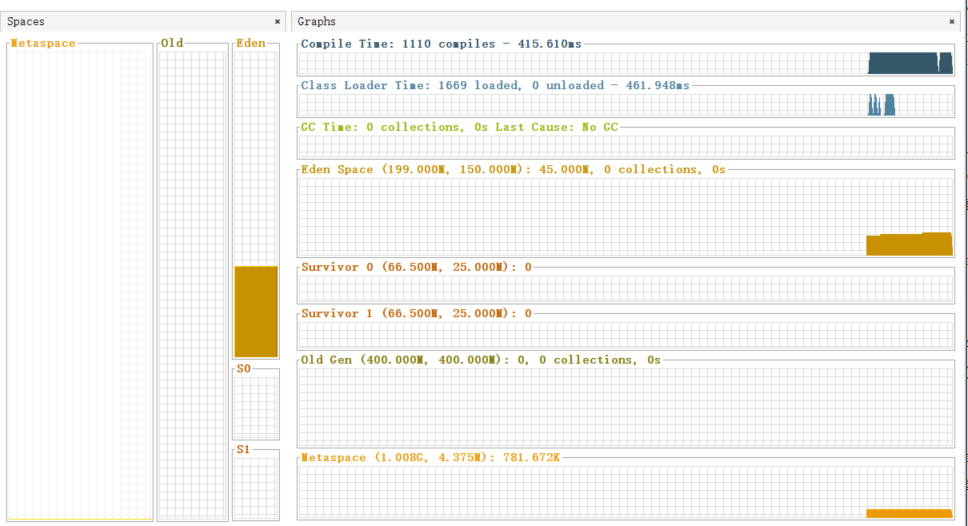 Spaces
Graphs
Metaspace
Old
Eden
S0
S1
Compile Time: 1110 compiles - 415.610ms
Class Loader Time: 1669 loaded, 0 unloaded - 461.948ms
GC Time: 0 collections, 0s Last Cause: No GC
Eden Space (199.000M, 150.000M): 45.000M, 0 collections, 0s
Survivor 0 (66.500M, 25.000M): 0
Survivor 1 (66.500M, 25.000M): 0
Old Gen (400.000M, 400.000M): 0, 0 collections, 0s
Metaspace (1.008G, 4.375M): 781.672K